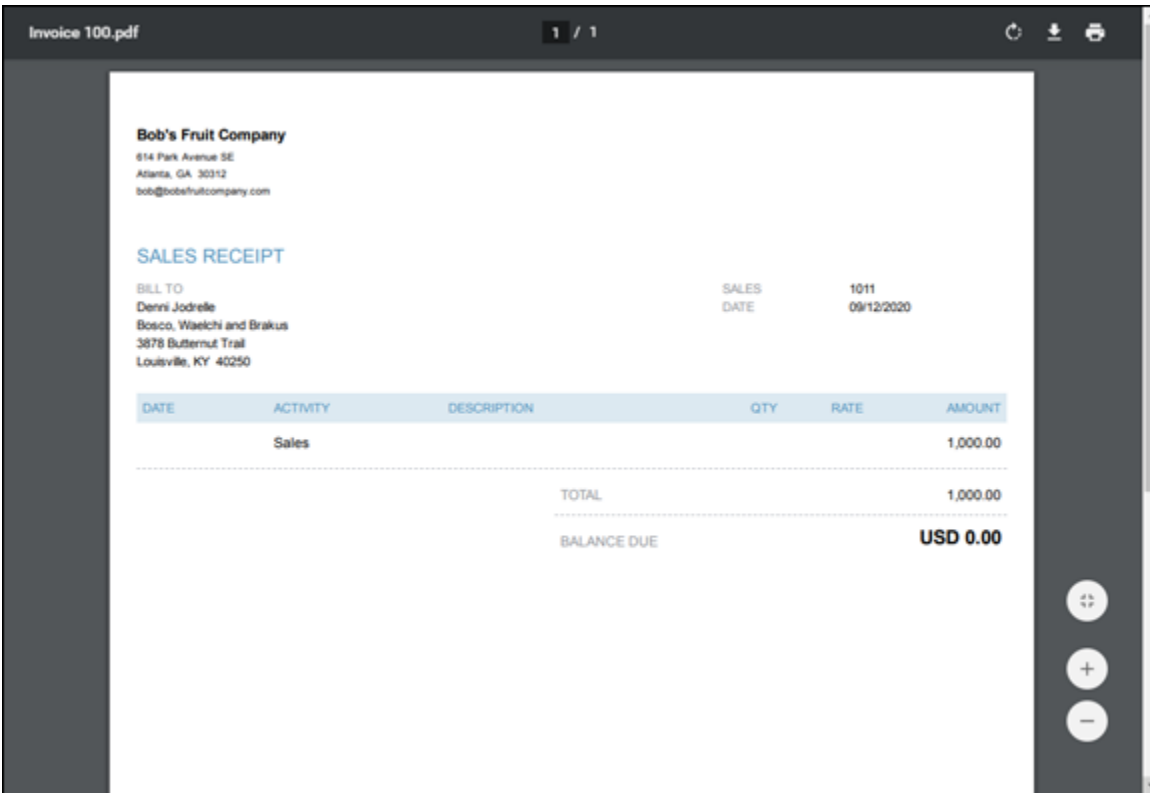 Invoice 100.pdf
1 / 1
Bob's Fruit Company
614 Park Avenue SE
Atlanta, GA 30312
bob@bobsfruitcompany.com
SALES RECEIPT
BILL TO
Denni Jodrelle
Bosco, Waelchi and Brakus
3878 Butternut Trail
Louisville, KY 40250
SALES 1011
DATE 09/12/2020
DATE ACTIVITY DESCRIPTION QTY RATE AMOUNT
Sales 1,000.00
TOTAL 1,000.00
BALANCE DUE USD 0.00